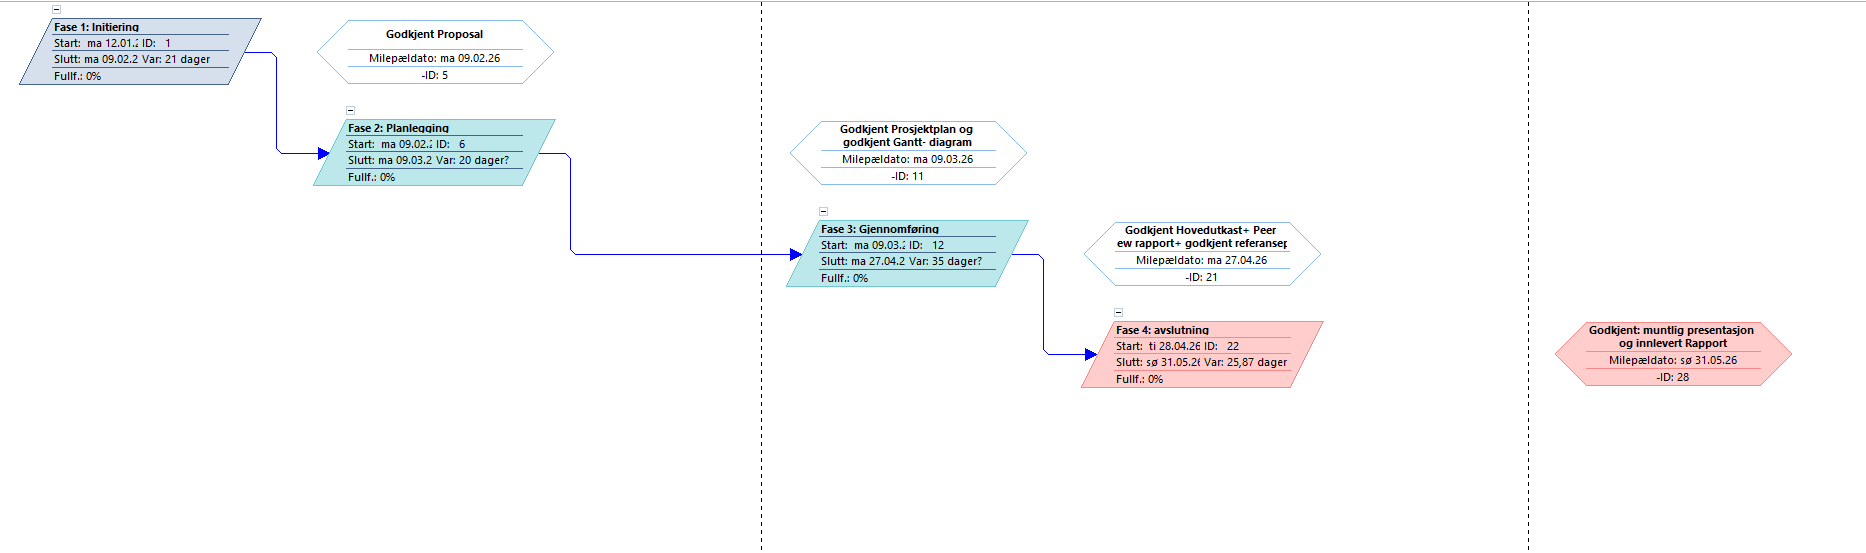 Fase 1: Initiering
Start: ma 12.01.2 ID: 1
Slutt: ma 09.02.2 Var: 21 dager
Fullf.: 0%
Godkjent Proposal
Milepældato: ma 09.02.26
-ID: 5
Fase 2: Planlegging
Start: ma 09.02.2 ID: 6
Slutt: ma 09.03.2 Var: 20 dager?
Fullf.: 0%
Godkjent Prosjektplan og
godkjent Gantt- diagram
Milepældato: ma 09.03.26
-ID: 11
Fase 3: Gjennomføring
Start: ma 09.03.2 ID: 12
Slutt: ma 27.04.2 Var: 35 dager?
Fullf.: 0%
Godkjent Hovedutkast+ Peer
ew rapport+ godkjent referansep
Milepældato: ma 27.04.26
-ID: 21
Fase 4: avslutning
Start: ti 28.04.26 ID: 22
Slutt: sø 31.05.26 Var: 25,87 dager
Fullf.: 0%
Godkjent: muntlig presentasjon
og innlevert Rapport
Milepældato: sø 31.05.26
-ID: 28